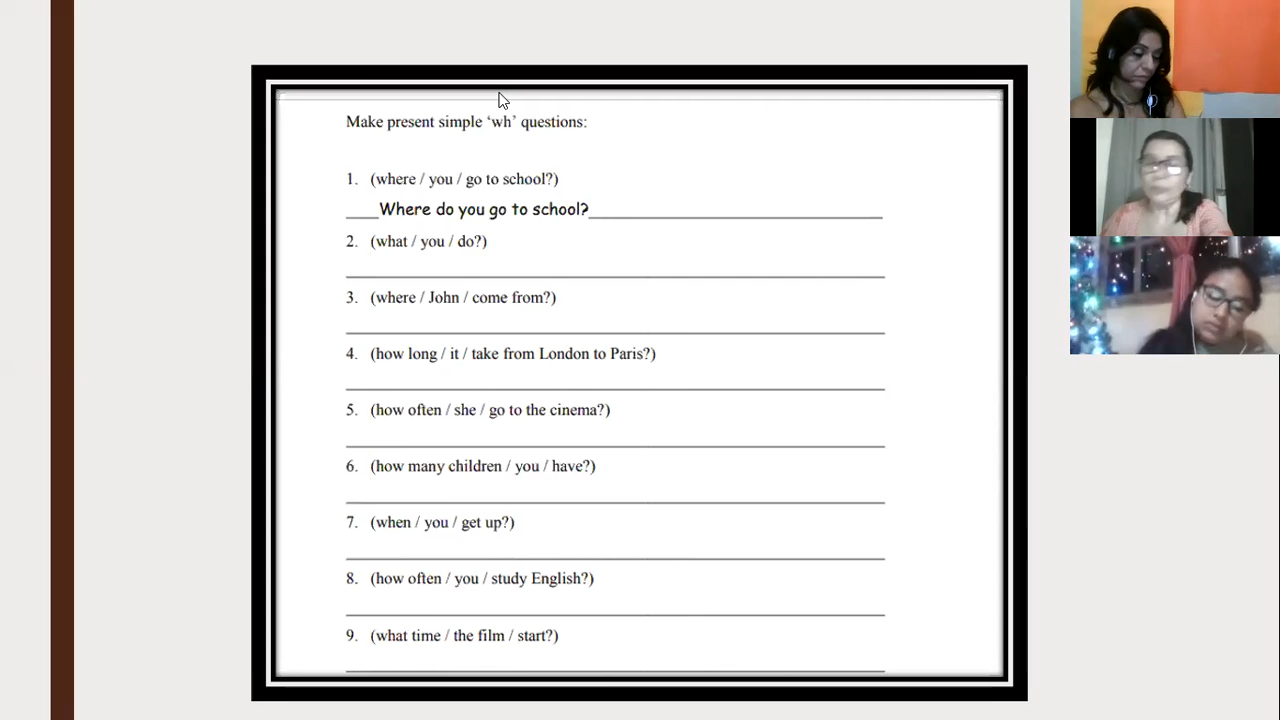 Make present simple ‘wh’ questions:
1. (where / you / go to school?)
____Where do you go to school?____
2. (what / you / do?)
3. (where / John / come from?)
4. (how long / it / take from London to Paris?)
5. (how often / she / go to the cinema?)
6. (how many children / you / have?)
7. (when / you / get up?)
8. (how often / you / study English?)
9. (what time / the film / start?)